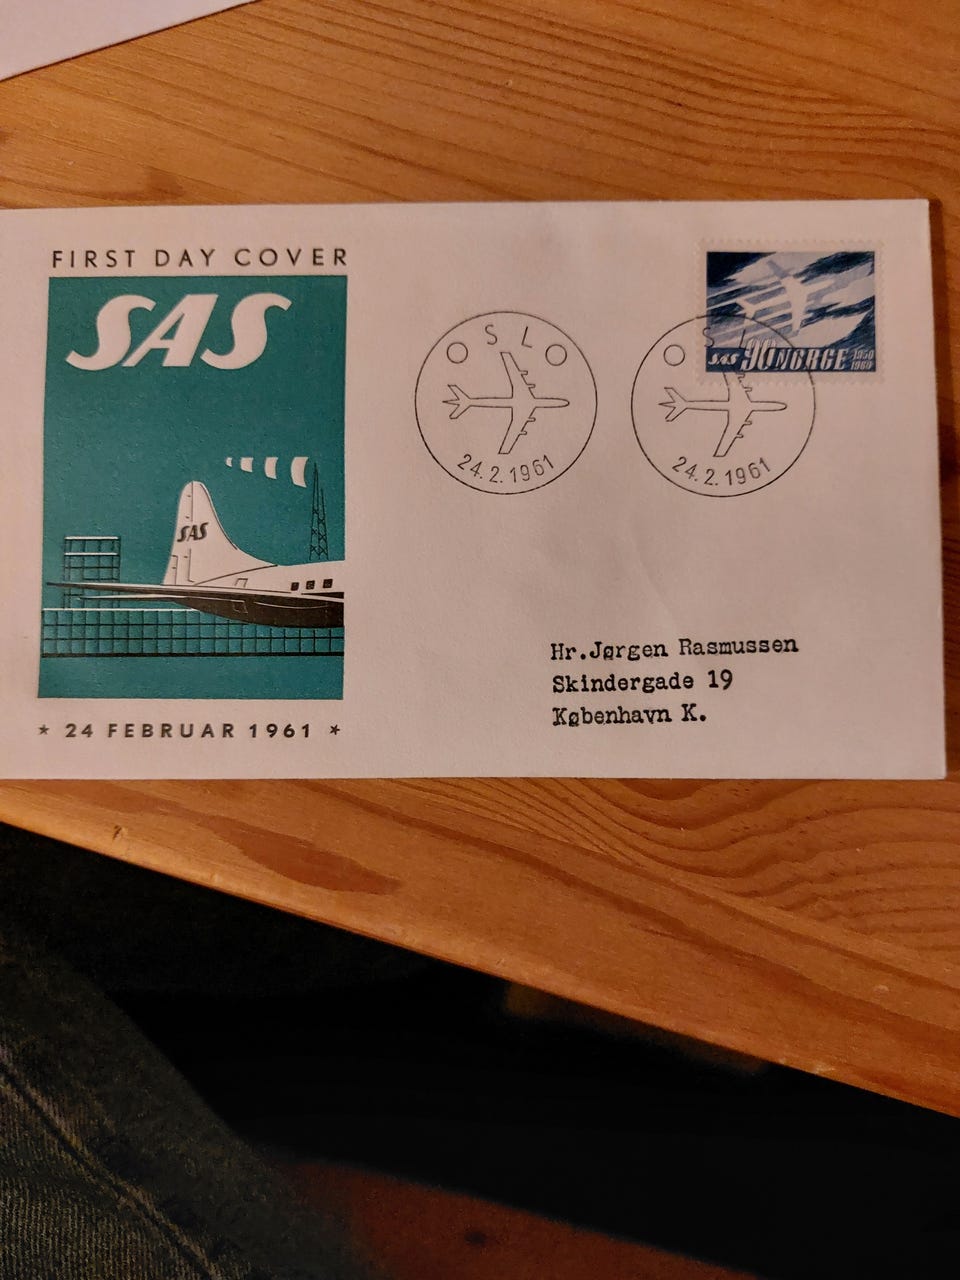 FIRST DAY COVER
SAS
SAS
* 24 FEBRUAR 1961 *
OSLO
24.2.1961
OSLO
24.2.1961
SAS 90 NORGE 1950 1960
Hr.Jørgen Rasmussen
Skindergade 19
København K.